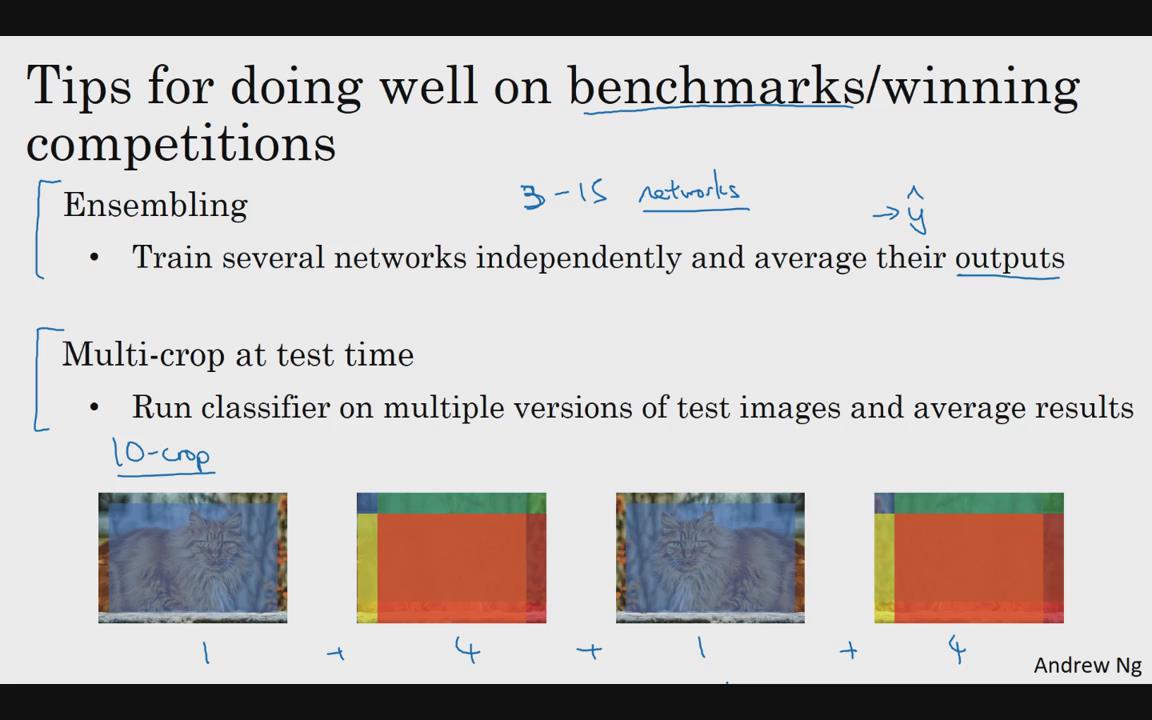 Tips for doing well on benchmarks/winning
competitions
Ensembling
3-15 networks
→ ŷ
• Train several networks independently and average their outputs
Multi-crop at test time
• Run classifier on multiple versions of test images and average results
10-crop
1 + 4 + 1 + 4
Andrew Ng